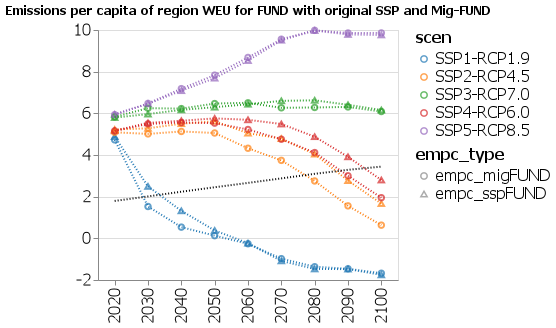 Emissions per capita of region WEU for FUND with original SSP and Mig-FUND
10
8
6
4
2
0
-2
2020
2030
2040
2050
2060
2070
2080
2090
2100
scen
SSP1-RCP1.9
SSP2-RCP4.5
SSP3-RCP7.0
SSP4-RCP6.0
SSP5-RCP8.5
empc_type
empc_migFUND
empc_sspFUND